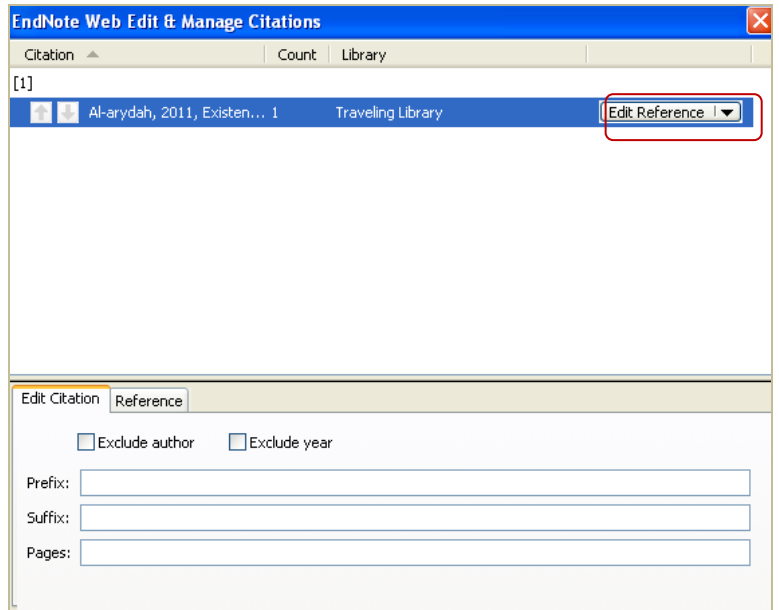 EndNote Web Edit & Manage Citations
Citation Count Library
[1]
Al-arydah, 2011, Existen... 1 Traveling Library Edit Reference
Edit Citation Reference
Exclude author Exclude year
Prefix:
Suffix:
Pages: